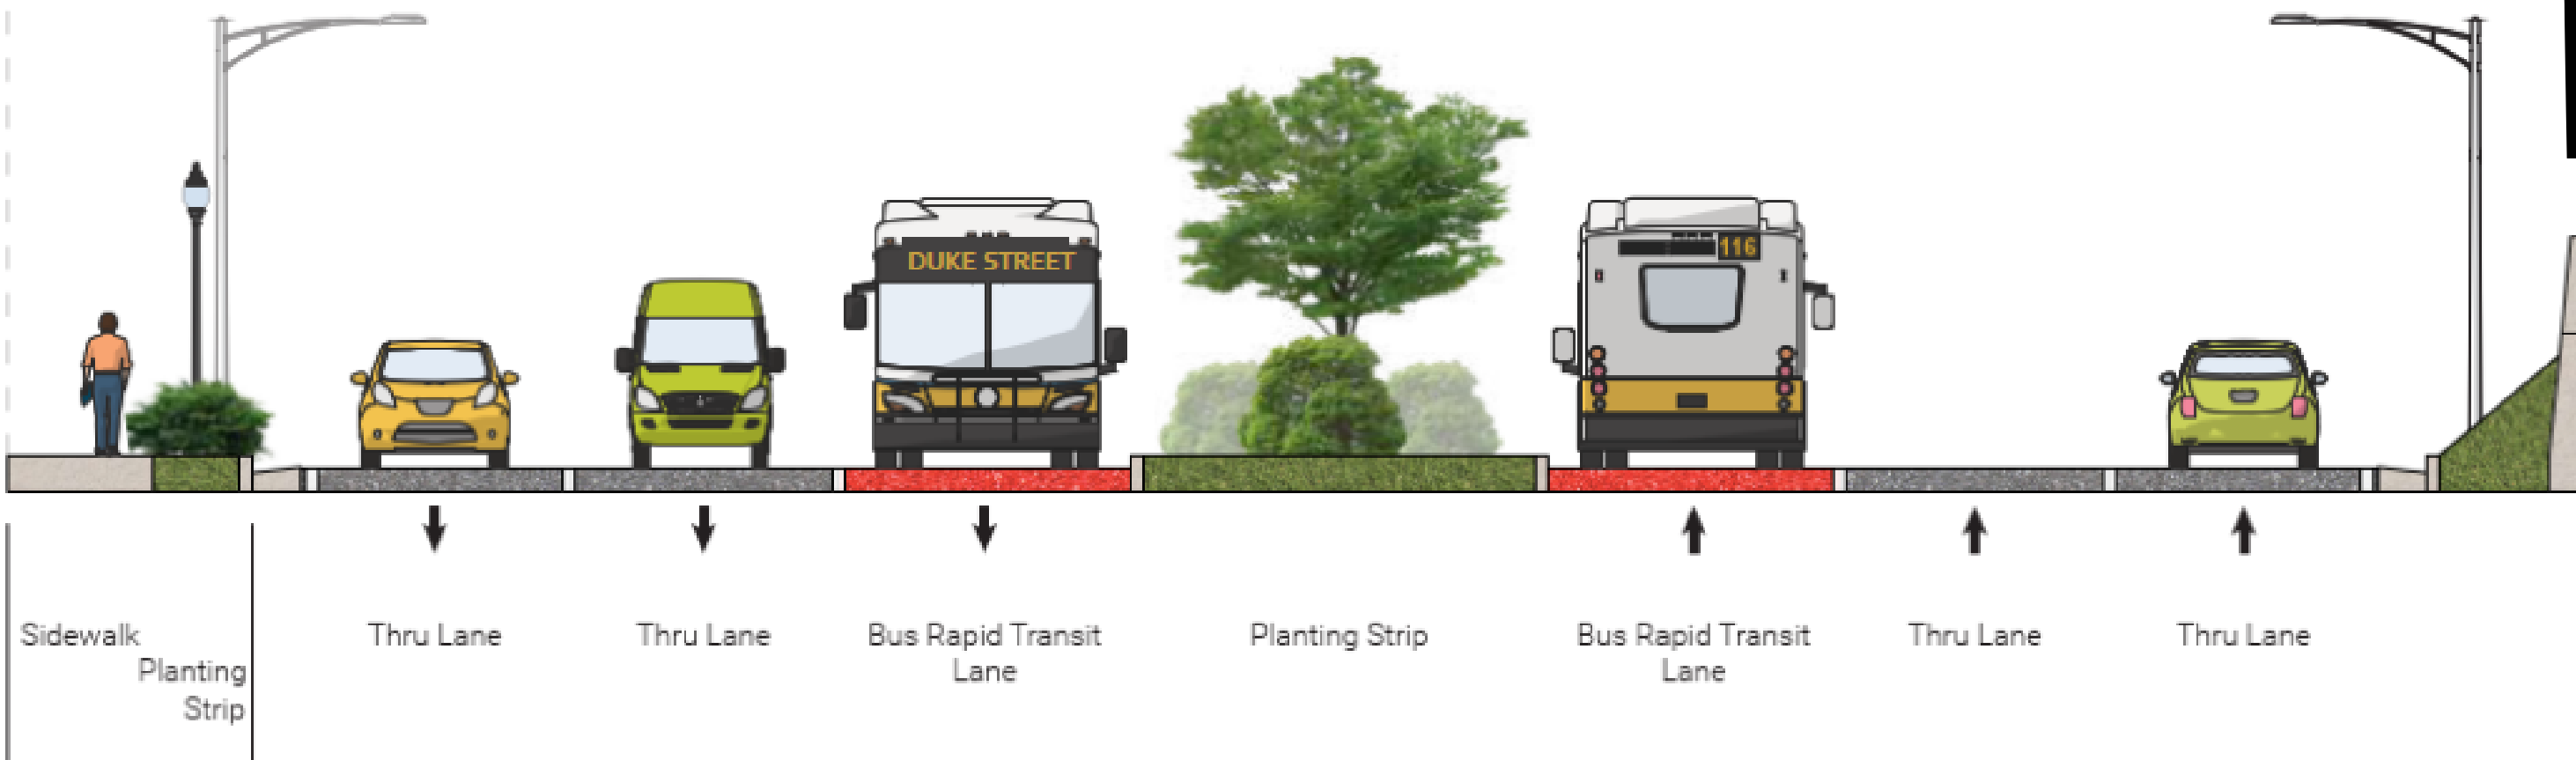 DUKE STREET
116
Sidewalk
Planting
Strip
Thru Lane
Thru Lane
Bus Rapid Transit
Lane
Planting Strip
Bus Rapid Transit
Lane
Thru Lane
Thru Lane